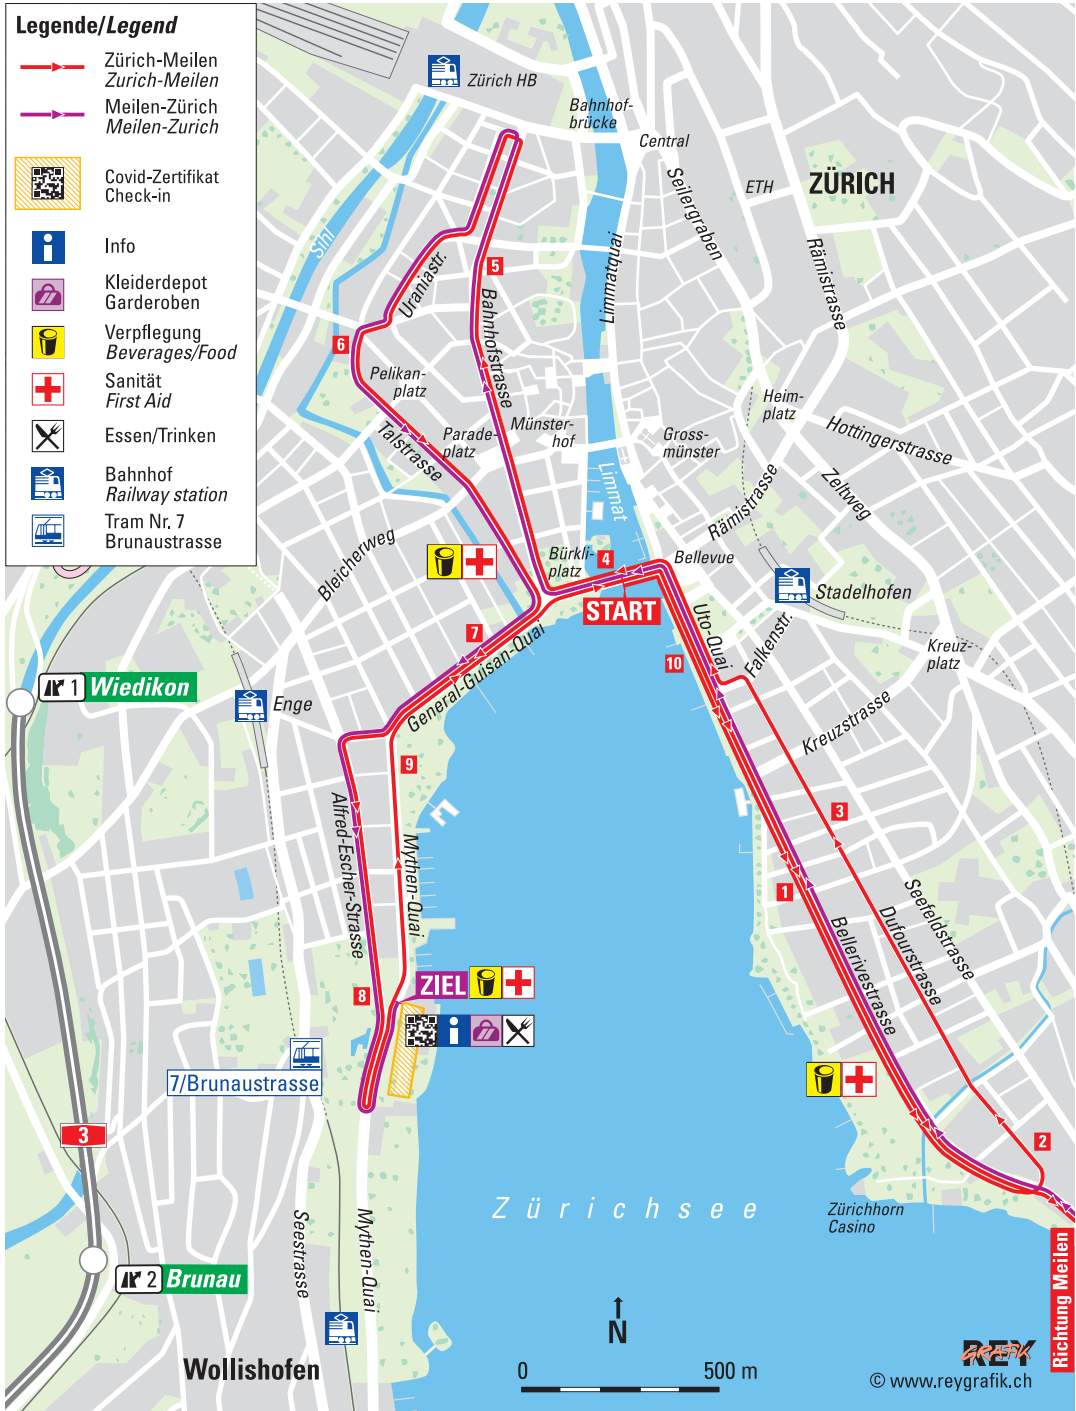 Legende/Legend
Zürich-Meilen
Zurich-Meilen
Meilen-Zürich
Meilen-Zurich
Covid-Zertifikat
Check-in
Info
Kleiderdepot
Garderoben
Verpflegung
Beverages/Food
Sanität
First Aid
Essen/Trinken
Bahnhof
Railway station
Tram Nr. 7
Brunaustrasse
Zürich HB
Bahnhof-
brücke
Central
ETH
ZÜRICH
Seilergraben
Rämistrasse
Limmatquai
Sihl
Uraniastr.
5
Bahnhofstrasse
6
Pelikan-
platz
Talstrasse
Parade-
platz
Münster-
hof
Gross-
münster
Heim-
platz
Hottingerstrasse
Zeltweg
Rämistrasse
Limmat
Bleicherweg
Bürkli-
platz
4
Bellevue
START
Stadelhofen
Uto-Quai
Falkenstr.
Kreuz-
platz
7
General-Guisan-Quai
10
1 Wiedikon
Enge
Kreuzstrasse
9
Alfred-Escher-Strasse
Mythen-Quai
3
1
Bellerivestrasse
Dufourstrasse
Seefeldstrasse
8
ZIEL
7/Brunaustrasse
3
2
Zürichsee
Zürichhorn
Casino
Seestrasse
Mythen-Quai
2 Brunau
Wollishofen
N
0 500 m
Richtung Meilen
REY
GRAFIK
© www.reygrafik.ch